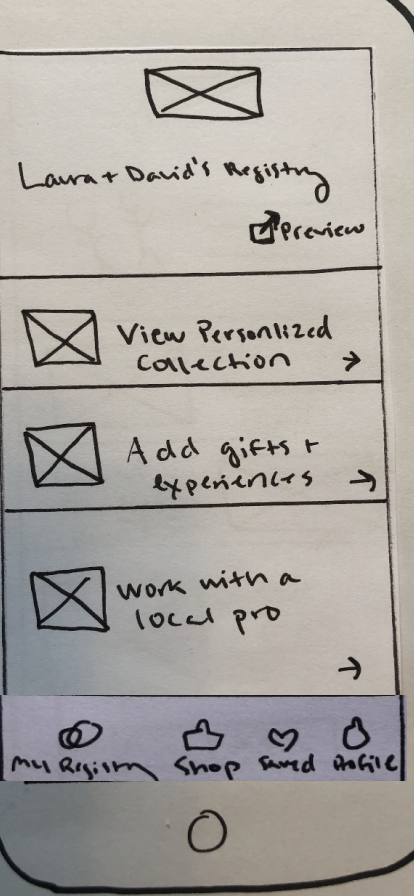 Laura + David's Registry
Preview
View Personlized
Collection
Add gifts +
experiences
Work with a
local pro
My Registry Shop Saved Profile